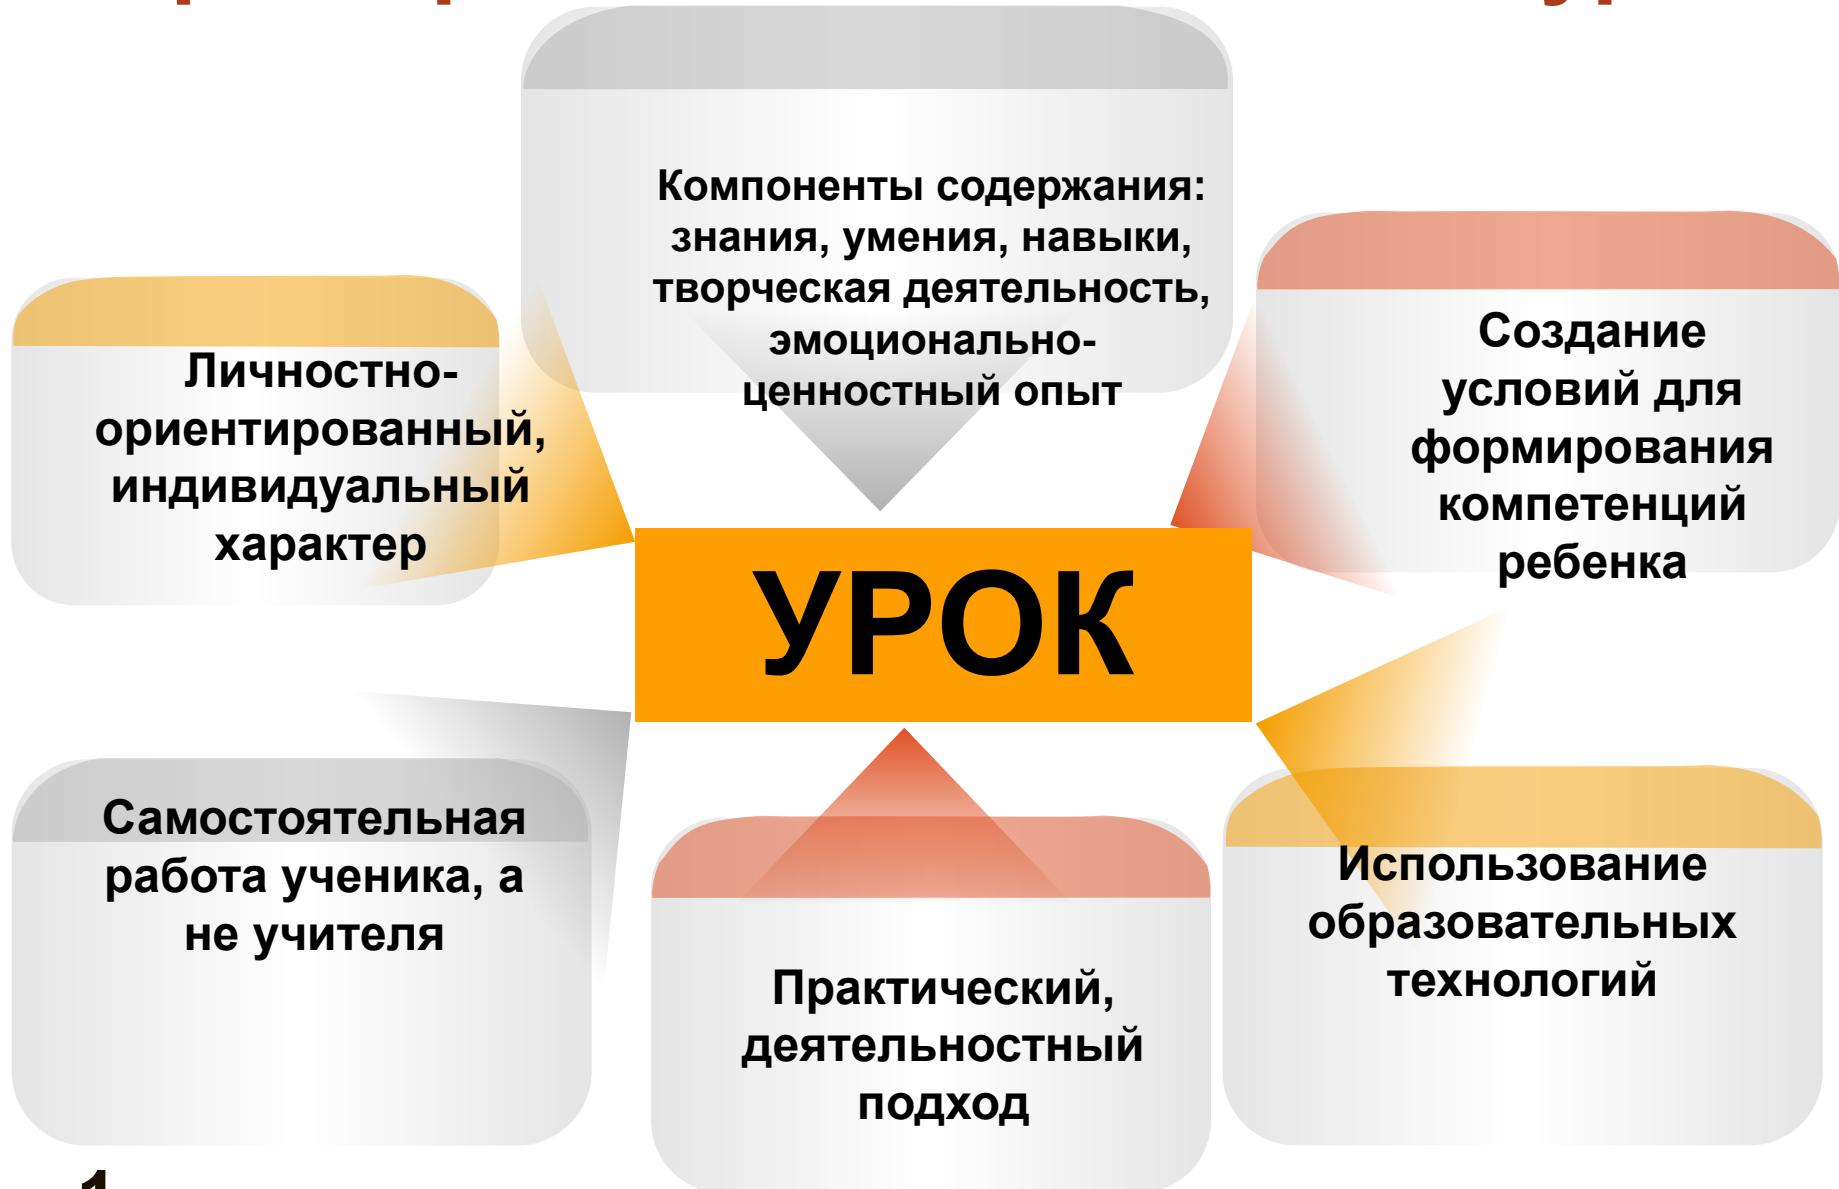 Компоненты содержания:
знания, умения, навыки,
творческая деятельность,
эмоционально-
ценностный опыт
Личностно-
ориентированный,
индивидуальный
характер
Создание
условий для
формирования
компетенций
ребенка
УРОК
Самостоятельная
работа ученика, а
не учителя
Практический,
деятельностный
подход
Использование
образовательных
технологий